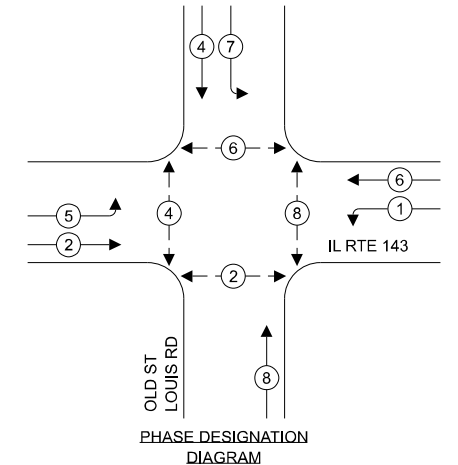 4 7
6
6
5 4 8 1
2 IL RTE 143
2
OLD ST
LOUIS RD
8
PHASE DESIGNATION
DIAGRAM